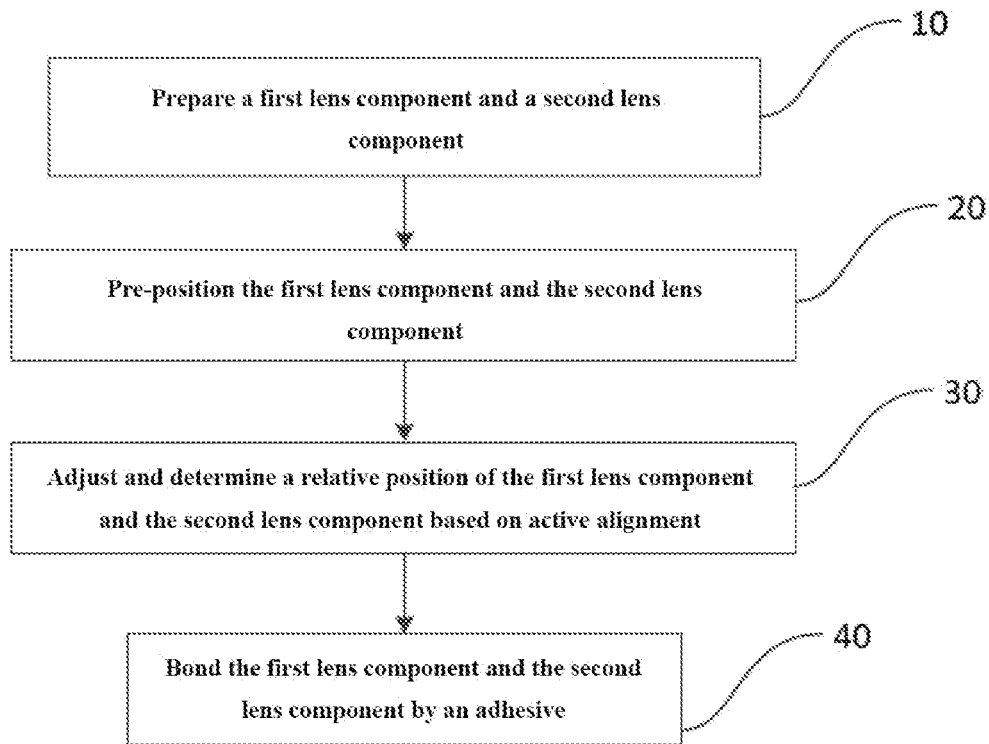 10
Prepare a first lens component and a second lens
component
20
Pre-position the first lens component and the second lens
component
30
Adjust and determine a relative position of the first lens component
and the second lens component based on active alignment
40
Bond the first lens component and the second
lens component by an adhesive